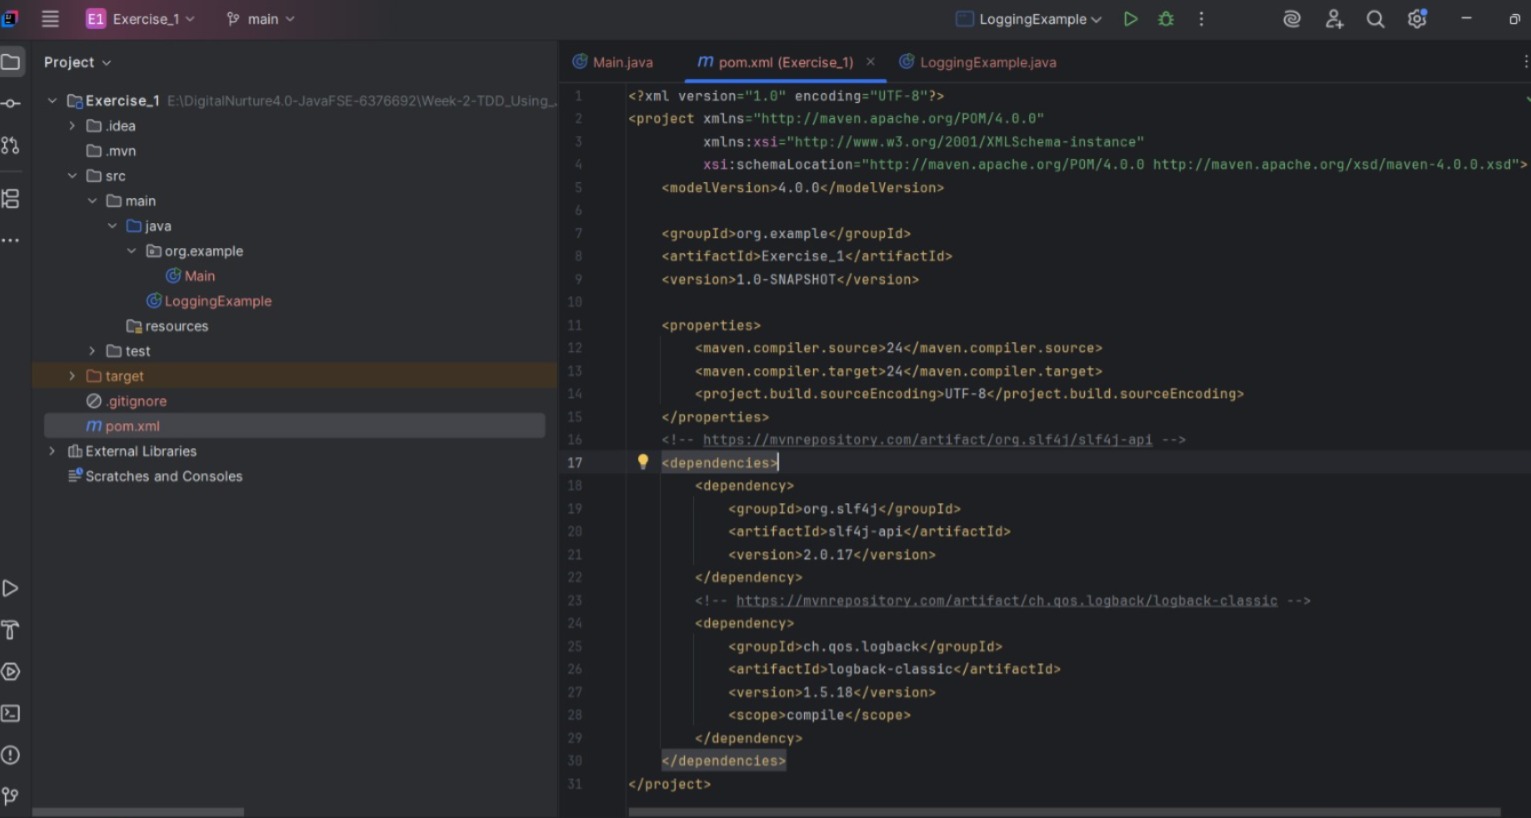 E1 Exercise_1 main LoggingExample
Project
Main.java pom.xml (Exercise_1) LoggingExample.java
Exercise_1 E:\DigitalNurture4.0-JavaFSE-6376692\Week-2-TDD_Using_
.idea
.mvn
src
main
java
org.example
Main
LoggingExample
resources
test
target
.gitignore
pom.xml
External Libraries
Scratches and Consoles
1 <?xml version="1.0" encoding="UTF-8"?>
2 <project xmlns="http://maven.apache.org/POM/4.0.0"
3 xmlns:xsi="http://www.w3.org/2001/XMLSchema-instance"
4 xsi:schemaLocation="http://maven.apache.org/POM/4.0.0 http://maven.apache.org/xsd/maven-4.0.0.xsd">
5 <modelVersion>4.0.0</modelVersion>
6
7 <groupId>org.example</groupId>
8 <artifactId>Exercise_1</artifactId>
9 <version>1.0-SNAPSHOT</version>
10
11 <properties>
12 <maven.compiler.source>24</maven.compiler.source>
13 <maven.compiler.target>24</maven.compiler.target>
14 <project.build.sourceEncoding>UTF-8</project.build.sourceEncoding>
15 </properties>
16 <!-- https://mvnrepository.com/artifact/org.slf4j/slf4j-api -->
17 <dependencies>
18 <dependency>
19 <groupId>org.slf4j</groupId>
20 <artifactId>slf4j-api</artifactId>
21 <version>2.0.17</version>
22 </dependency>
23 <!-- https://mvnrepository.com/artifact/ch.qos.logback/logback-classic -->
24 <dependency>
25 <groupId>ch.qos.logback</groupId>
26 <artifactId>logback-classic</artifactId>
27 <version>1.5.18</version>
28 <scope>compile</scope>
29 </dependency>
30 </dependencies>
31 </project>